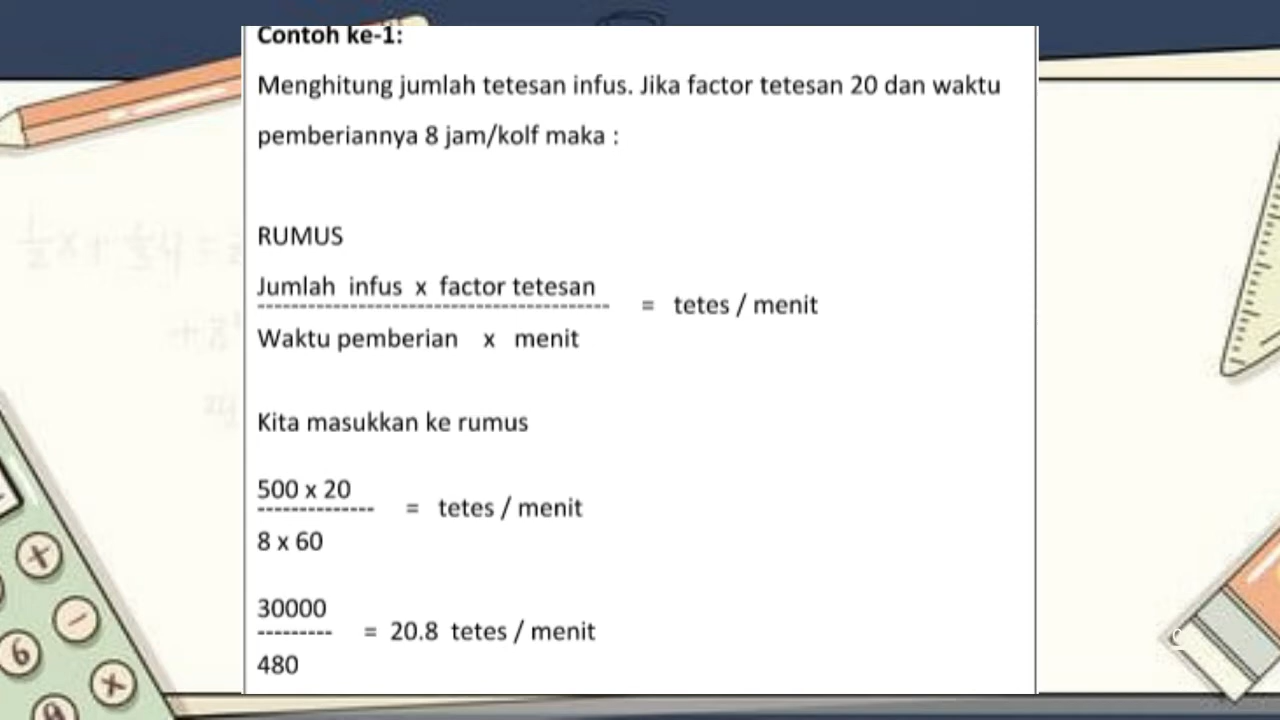 Contoh ke-1:
Menghitung jumlah tetesan infus. Jika factor tetesan 20 dan waktu
pemberiannya 8 jam/kolf maka :
RUMUS
Jumlah infus x factor tetesan
--------------------------------------------
= tetes / menit
Waktu pemberian x menit
Kita masukkan ke rumus
500 x 20
--------------
= tetes / menit
8 x 60
30000
---------
= 20.8 tetes / menit
480
6